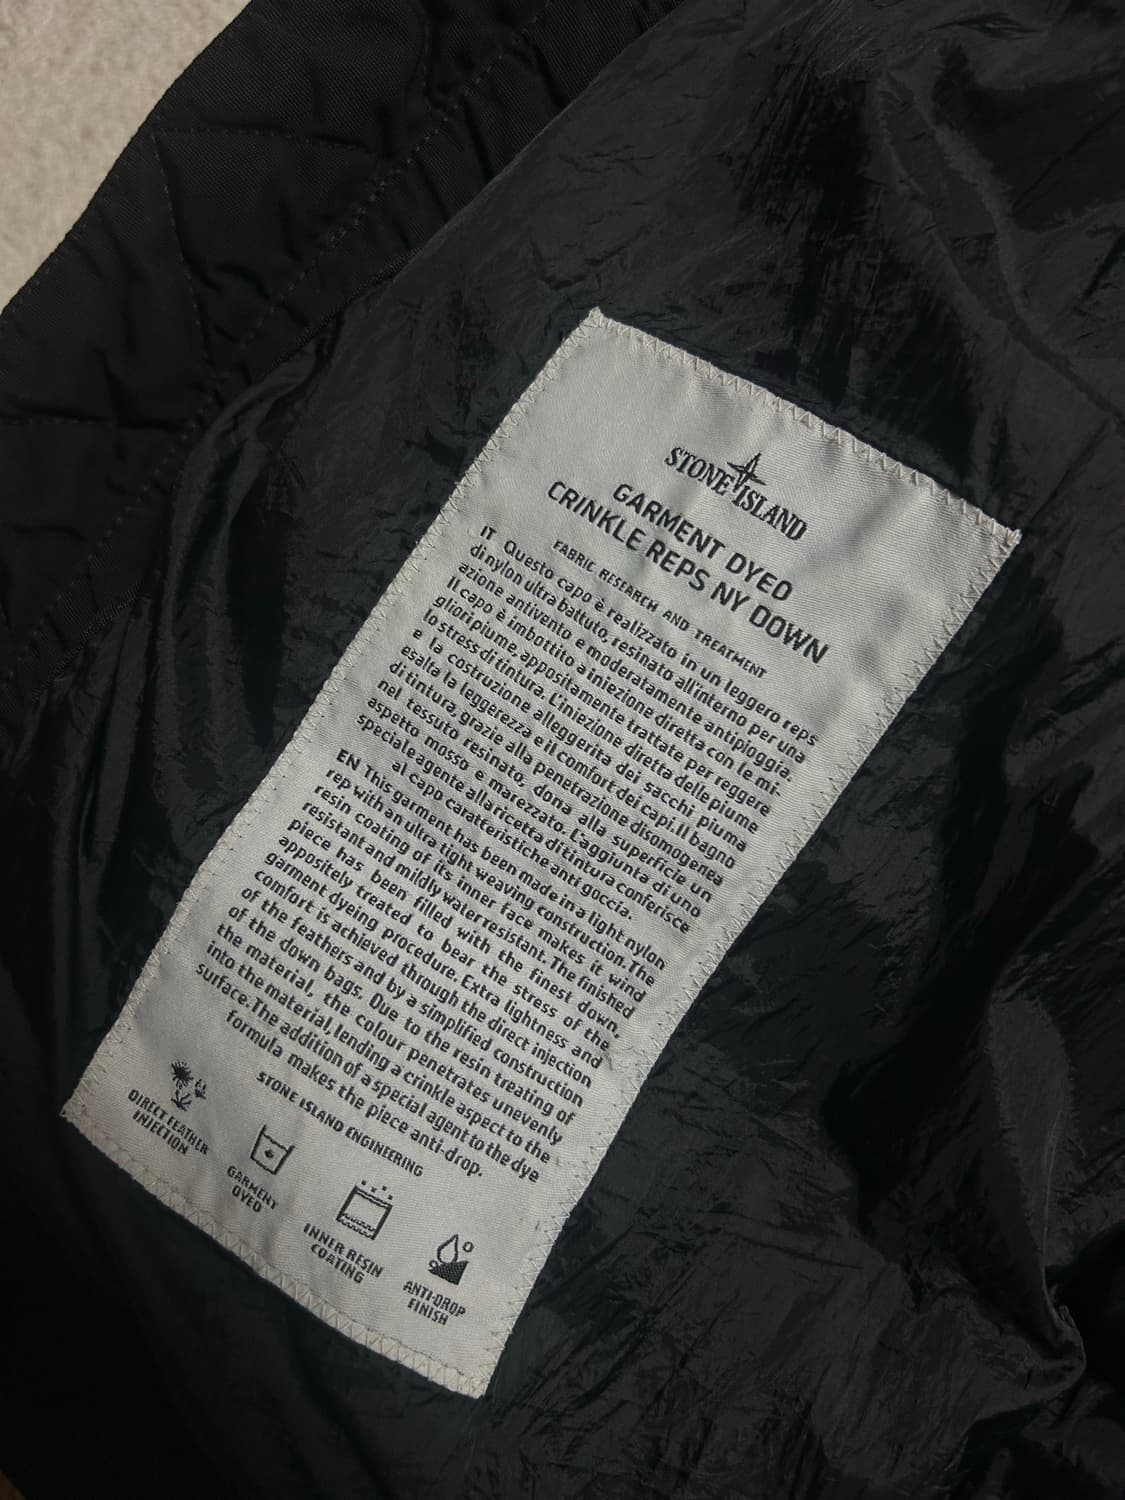 STONE ISLAND
GARMENT DYED
CRINKLE REPS NY DOWN
FABRIC RESEARCH AND TREATMENT
IT Questo capo è realizzato in un leggero reps
di nylon ultra battuto, resinato all'interno per una
azione antivento e moderatamente antipioggia.
Il capo è imbottito a iniezione diretta con le mi-
gliori piume, appositamente trattate per reggere
lo stress di tintura. L'iniezione diretta delle piume
e la costruzione alleggerita dei sacchi piuma
esalta la leggerezza e il comfort dei capi. Il bagno
di tintura, grazie alla penetrazione disomogenea
nel tessuto resinato, dona alla superficie un
aspetto mosso e marezzato. L'aggiunta di uno
speciale agente alla ricetta di tintura conferisce
al capo caratteristiche anti goccia.
EN This garment has been made in a light nylon
rep with an ultra tight weaving construction. The
resin coating of its inner face makes it wind
resistant and mildly water resistant. The finished
piece has been filled with the finest down,
appositely treated to bear the stress of the
garment dyeing procedure. Extra lightness and
comfort is achieved through the direct injection
of the feathers and by a simplified construction
of the down bags. Due to the resin treating of
the material, the colour penetrates unevenly
into the material, lending a crinkle aspect to the
surface. The addition of a special agent to the dye
formula makes the piece anti-drop.
STONE ISLAND ENGINEERING
DIRECT FEATHER
INJECTION
GARMENT
DYED
INNER RESIN
COATING
ANTI-DROP
FINISH